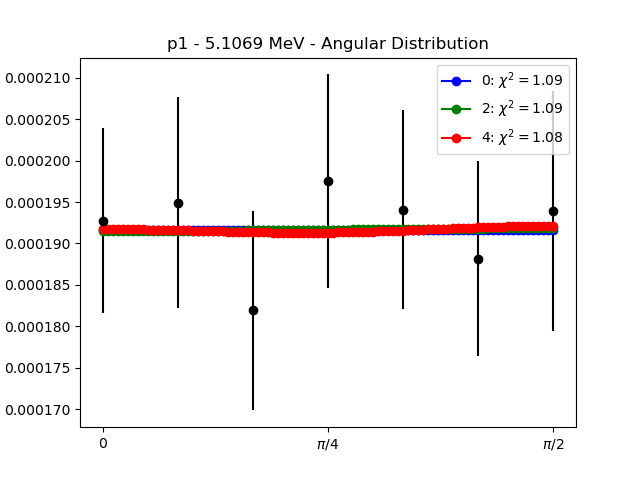 p1 - 5.1069 MeV - Angular Distribution
0.000210
0.000205
0.000200
0.000195
0.000190
0.000185
0.000180
0.000175
0.000170
0: χ² = 1.09
2: χ² = 1.09
4: χ² = 1.08
0
π/4
π/2